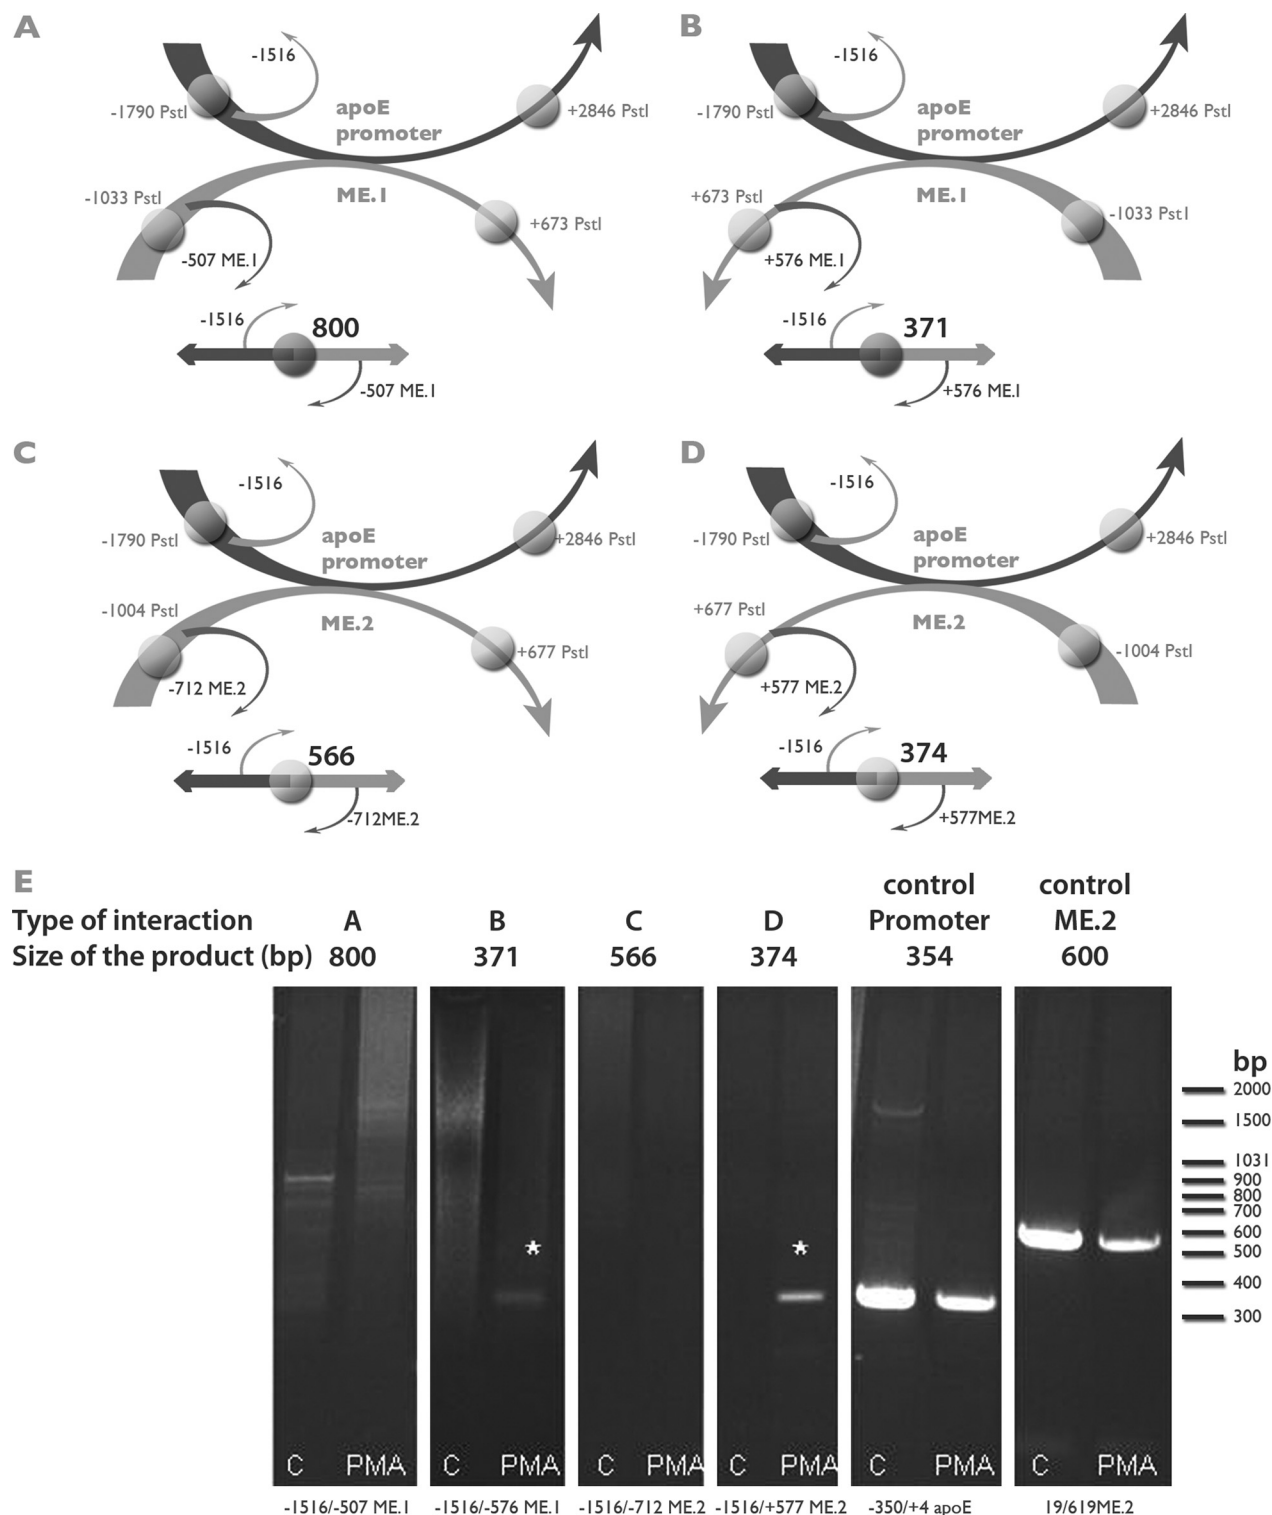 A
-1516
-1790 PstI
apoE
promoter
+2846 PstI
-1033 PstI
ME.1
+673 PstI
-507 ME.1
-1516
800
-507 ME.1
B
-1516
-1790 PstI
apoE
promoter
+2846 PstI
+673 PstI
ME.1
-1033 Pst1
+576 ME.1
-1516
371
+576 ME.1
C
-1516
-1790 PstI
apoE
promoter
+2846 PstI
-1004 PstI
ME.2
+677 PstI
-712 ME.2
-1516
566
-712ME.2
D
-1516
-1790 PstI
apoE
promoter
+2846 PstI
+677 PstI
ME.2
-1004 PstI
+577 ME.2
-1516
374
+577ME.2
E
control control
Type of interaction A B C D Promoter ME.2
Size of the product (bp) 800 371 566 374 354 600
bp
2000
1500
1031
900
800
700
600
500
400
300
* *
C PMA C PMA C PMA C PMA C PMA C PMA
-1516/-507 ME.1 -1516/-576 ME.1 -1516/-712 ME.2 -1516/+577 ME.2 -350/+4 apoE 19/619ME.2